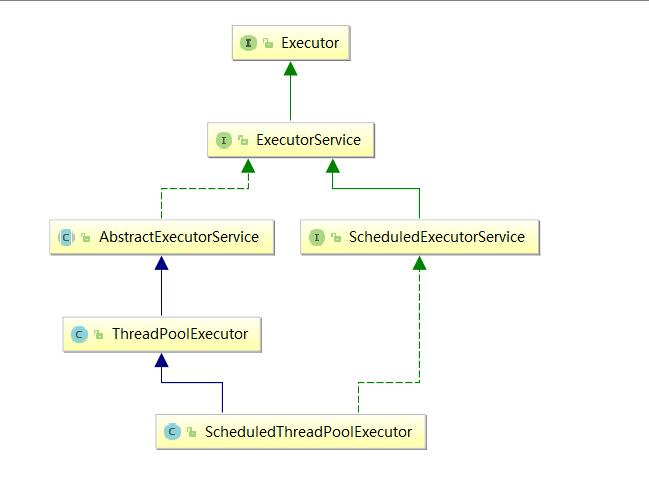 I Executor
I ExecutorService
C AbstractExecutorService
I ScheduledExecutorService
C ThreadPoolExecutor
C ScheduledThreadPoolExecutor